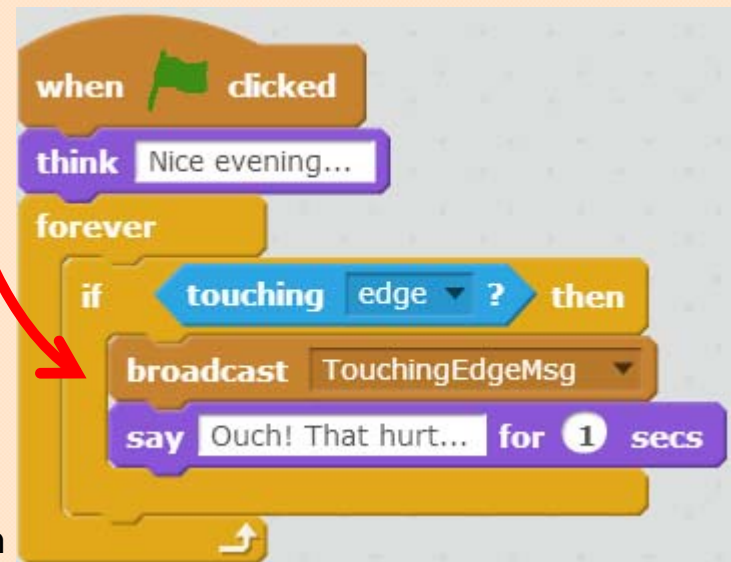 when clicked
think Nice evening...
forever
if touching edge ? then
broadcast TouchingEdgeMsg
say Ouch! That hurt... for 1 secs